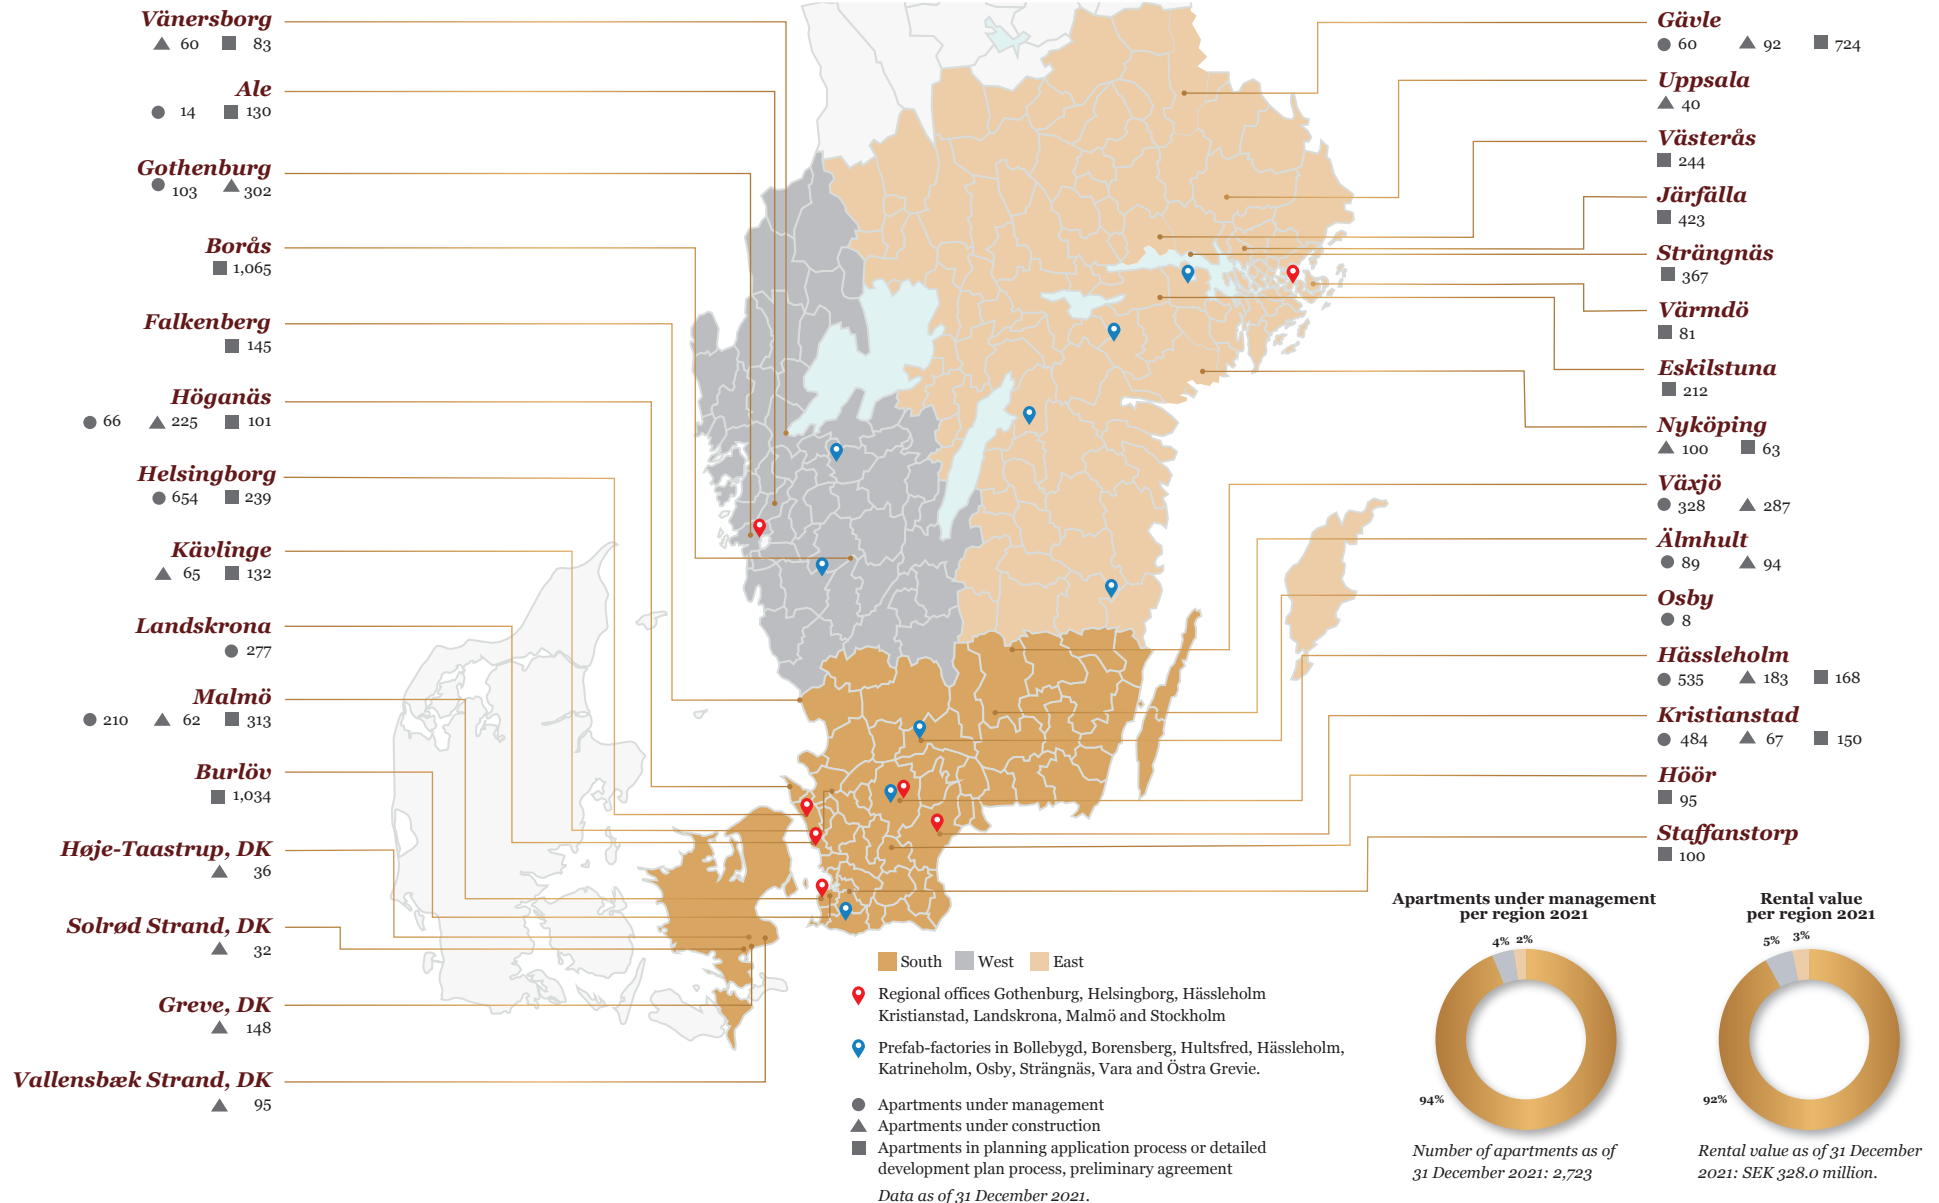 Vänersborg
60 83
Ale
14 130
Gothenburg
103 302
Borås
1,065
Falkenberg
145
Höganäs
66 225 101
Helsingborg
654 239
Kävlinge
65 132
Landskrona
277
Malmö
210 62 313
Burlöv
1,034
Høje-Taastrup, DK
36
Solrød Strand, DK
32
Greve, DK
148
Vallensbæk Strand, DK
95
Gävle
60 92 724
Uppsala
40
Västerås
244
Järfälla
423
Strängnäs
367
Värmdö
81
Eskilstuna
212
Nyköping
100 63
Växjö
328 287
Älmhult
89 94
Osby
8
Hässleholm
535 183 168
Kristianstad
484 67 150
Höör
95
Staffanstorp
100
South West East
Regional offices Gothenburg, Helsingborg, Hässleholm
Kristianstad, Landskrona, Malmö and Stockholm
Prefab-factories in Bollebygd, Borensberg, Hultsfred, Hässleholm,
Katrineholm, Osby, Strängnäs, Vara and Östra Grevie.
Apartments under management
Apartments under construction
Apartments in planning application process or detailed
development plan process, preliminary agreement
Data as of 31 December 2021.
Apartments under management
per region 2021
4% 2%
94%
Number of apartments as of
31 December 2021: 2,723
Rental value
per region 2021
5% 3%
92%
Rental value as of 31 December
2021: SEK 328.0 million.